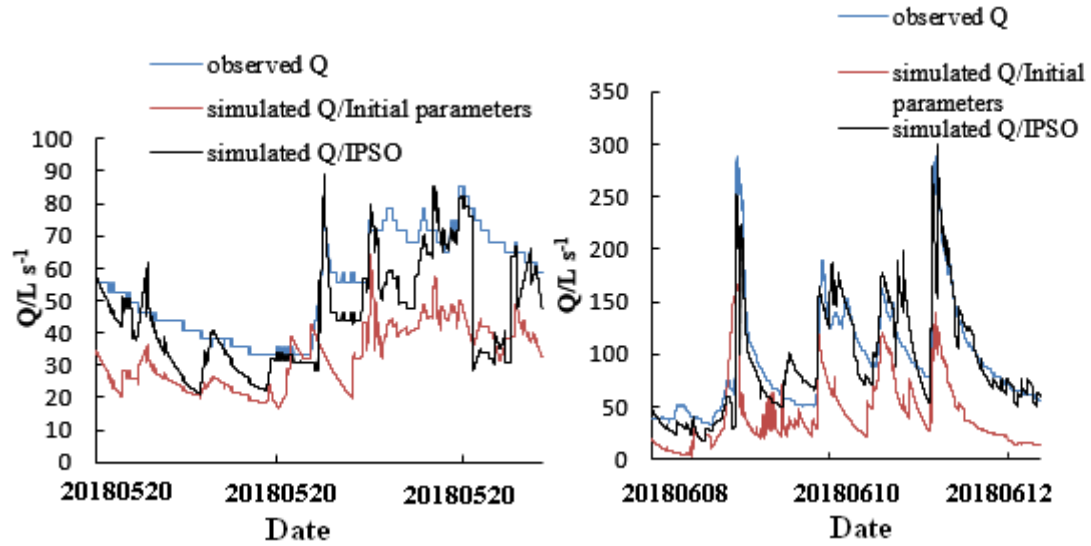 observed Q
simulated Q/Initial parameters
simulated Q/IPSO
100
90
80
70
60
50
40
30
20
10
0
Q/L s⁻¹
20180520 20180520 20180520
Date
observed Q
simulated Q/Initial
parameters
simulated Q/IPSO
350
300
250
200
150
100
50
0
Q/L s⁻¹
20180608 20180610 20180612
Date